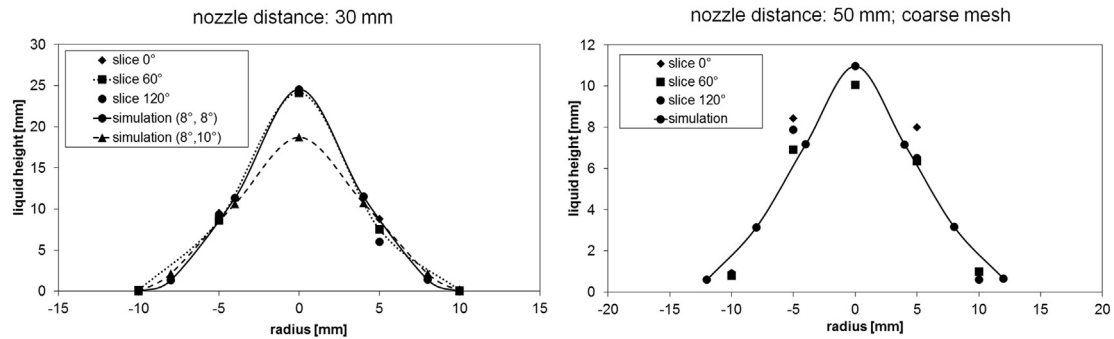 nozzle distance: 30 mm
30
25
20
15
10
5
0
liquid height [mm]
slice 0°
slice 60°
slice 120°
simulation (8°, 8°)
simulation (8°,10°)
-15 -10 -5 0 5 10 15
radius [mm]
nozzle distance: 50 mm; coarse mesh
12
10
8
6
4
2
0
liquid height [mm]
slice 0°
slice 60°
slice 120°
simulation
-20 -15 -10 -5 0 5 10 15 20
radius [mm]